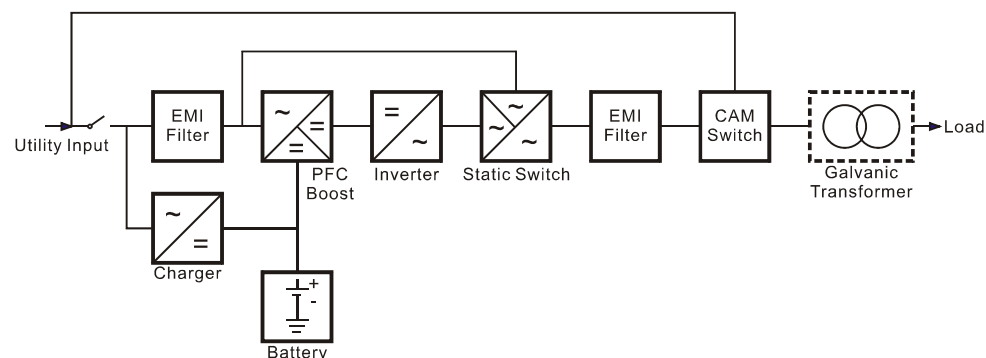 EMI
Filter
CAM
Switch
Utility Input
Load
PFC
Boost
Inverter
Static Switch
EMI
Filter
Galvanic
Transformer
Charger
+
-
Battery